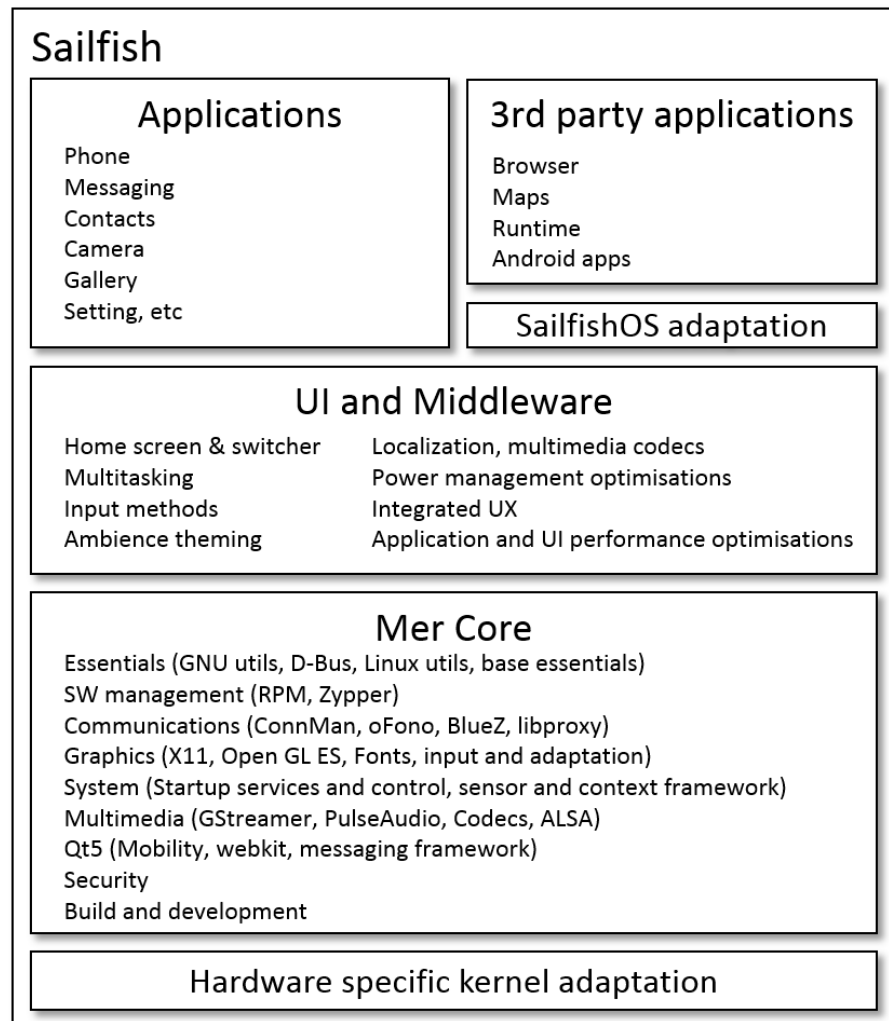 Sailfish
Applications
Phone
Messaging
Contacts
Camera
Gallery
Setting, etc
3rd party applications
Browser
Maps
Runtime
Android apps
SailfishOS adaptation
UI and Middleware
Home screen & switcher
Multitasking
Input methods
Ambience theming
Localization, multimedia codecs
Power management optimisations
Integrated UX
Application and UI performance optimisations
Mer Core
Essentials (GNU utils, D-Bus, Linux utils, base essentials)
SW management (RPM, Zypper)
Communications (ConnMan, oFono, BlueZ, libproxy)
Graphics (X11, Open GL ES, Fonts, input and adaptation)
System (Startup services and control, sensor and context framework)
Multimedia (GStreamer, PulseAudio, Codecs, ALSA)
Qt5 (Mobility, webkit, messaging framework)
Security
Build and development
Hardware specific kernel adaptation